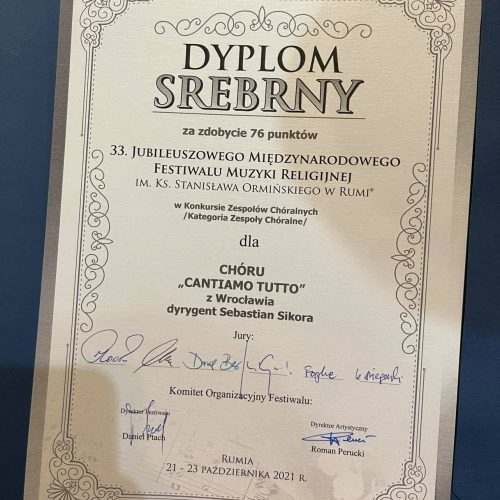 DYPLOM
SREBRNY
za zdobycie 76 punktów
33. Jubileuszowego Międzynarodowego
Festiwalu Muzyki Religijnej
im. Ks. Stanisława Ormińskiego w Rumi®
w Konkursie Zespołów Chóralnych
/Kategoria Zespoły Chóralne/
dla
CHÓRU
„CANTIAMO TUTTO”
z Wrocławia
dyrygent Sebastian Sikora
Jury:
Komitet Organizacyjny Festiwalu:
Dyrektor Festiwalu
Daniel Ptach
Dyrektor Artystyczny
Roman Perucki
Rumia
21 - 23 października 2021 r.